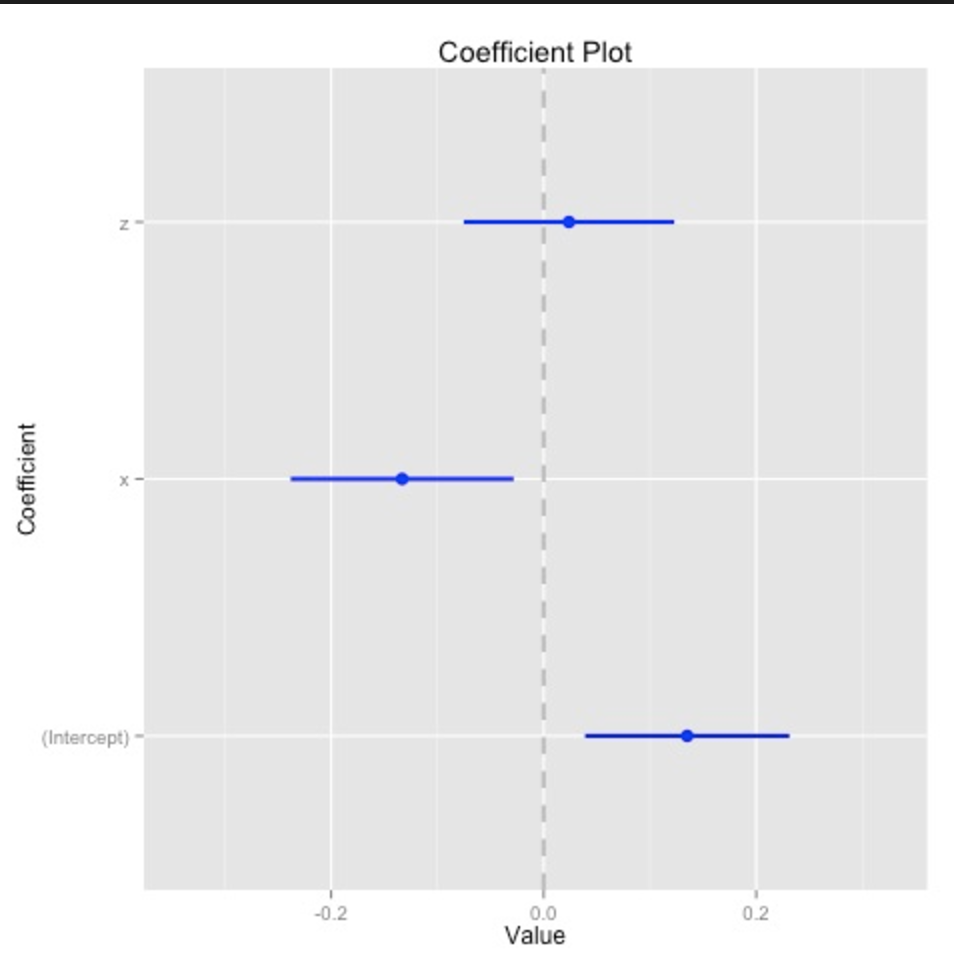 Coefficient Plot
z
x
(Intercept)
Coefficient
-0.2
0.0
0.2
Value